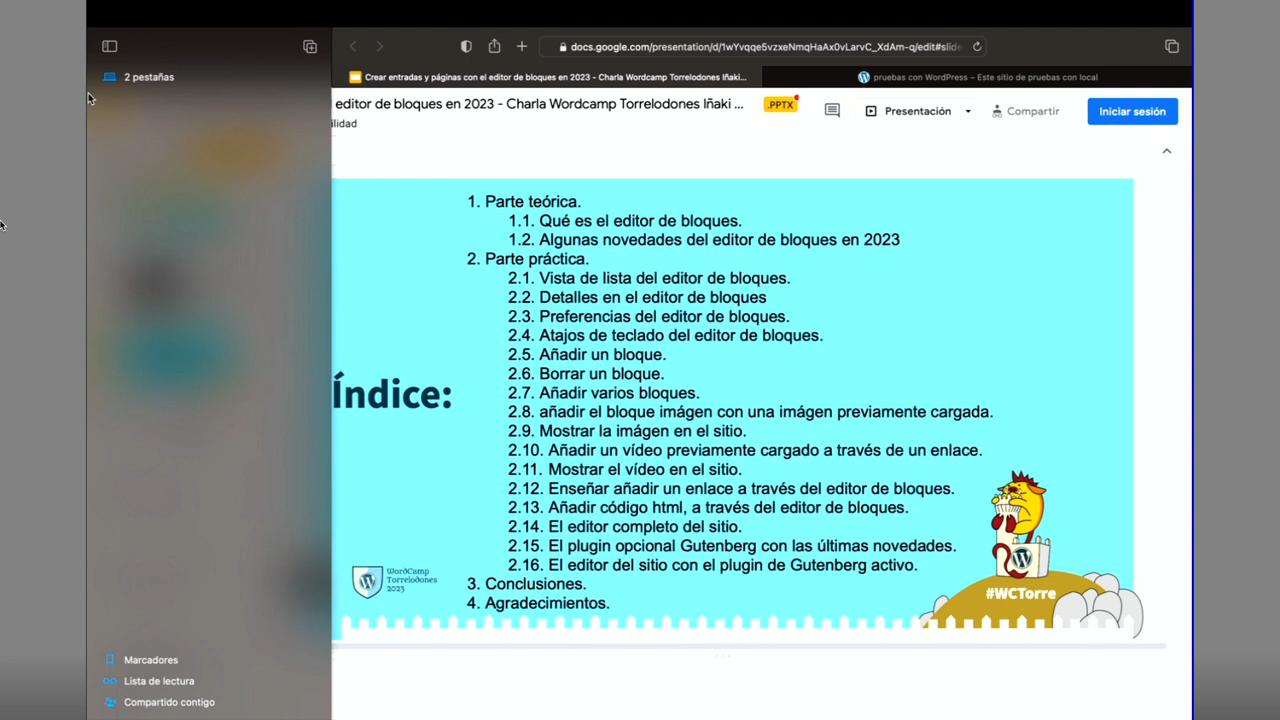 2 pestañas
docs.google.com/presentation/d/1wYvqqe5vzxeNmqHaAx0vLarvC_XdAm-q/edit#slide
Crear entradas y páginas con el editor de bloques en 2023 - Charla Wordcamp Torrelodones Iñaki...
pruebas con WordPress – Este sitio de pruebas con local
editor de bloques en 2023 - Charla Wordcamp Torrelodones Iñaki ...
.PPTX
Presentación
Compartir
Iniciar sesión
ilidad
Índice:
1. Parte teórica.
1.1. Qué es el editor de bloques.
1.2. Algunas novedades del editor de bloques en 2023
2. Parte práctica.
2.1. Vista de lista del editor de bloques.
2.2. Detalles en el editor de bloques
2.3. Preferencias del editor de bloques.
2.4. Atajos de teclado del editor de bloques.
2.5. Añadir un bloque.
2.6. Borrar un bloque.
2.7. Añadir varios bloques.
2.8. añadir el bloque imágen con una imágen previamente cargada.
2.9. Mostrar la imágen en el sitio.
2.10. Añadir un vídeo previamente cargado a través de un enlace.
2.11. Mostrar el vídeo en el sitio.
2.12. Enseñar añadir un enlace a través del editor de bloques.
2.13. Añadir código html, a través del editor de bloques.
2.14. El editor completo del sitio.
2.15. El plugin opcional Gutenberg con las últimas novedades.
2.16. El editor del sitio con el plugin de Gutenberg activo.
3. Conclusiones.
4. Agradecimientos.
WordCamp
Torrelodones
2023
#WCTorre
Marcadores
Lista de lectura
Compartido contigo